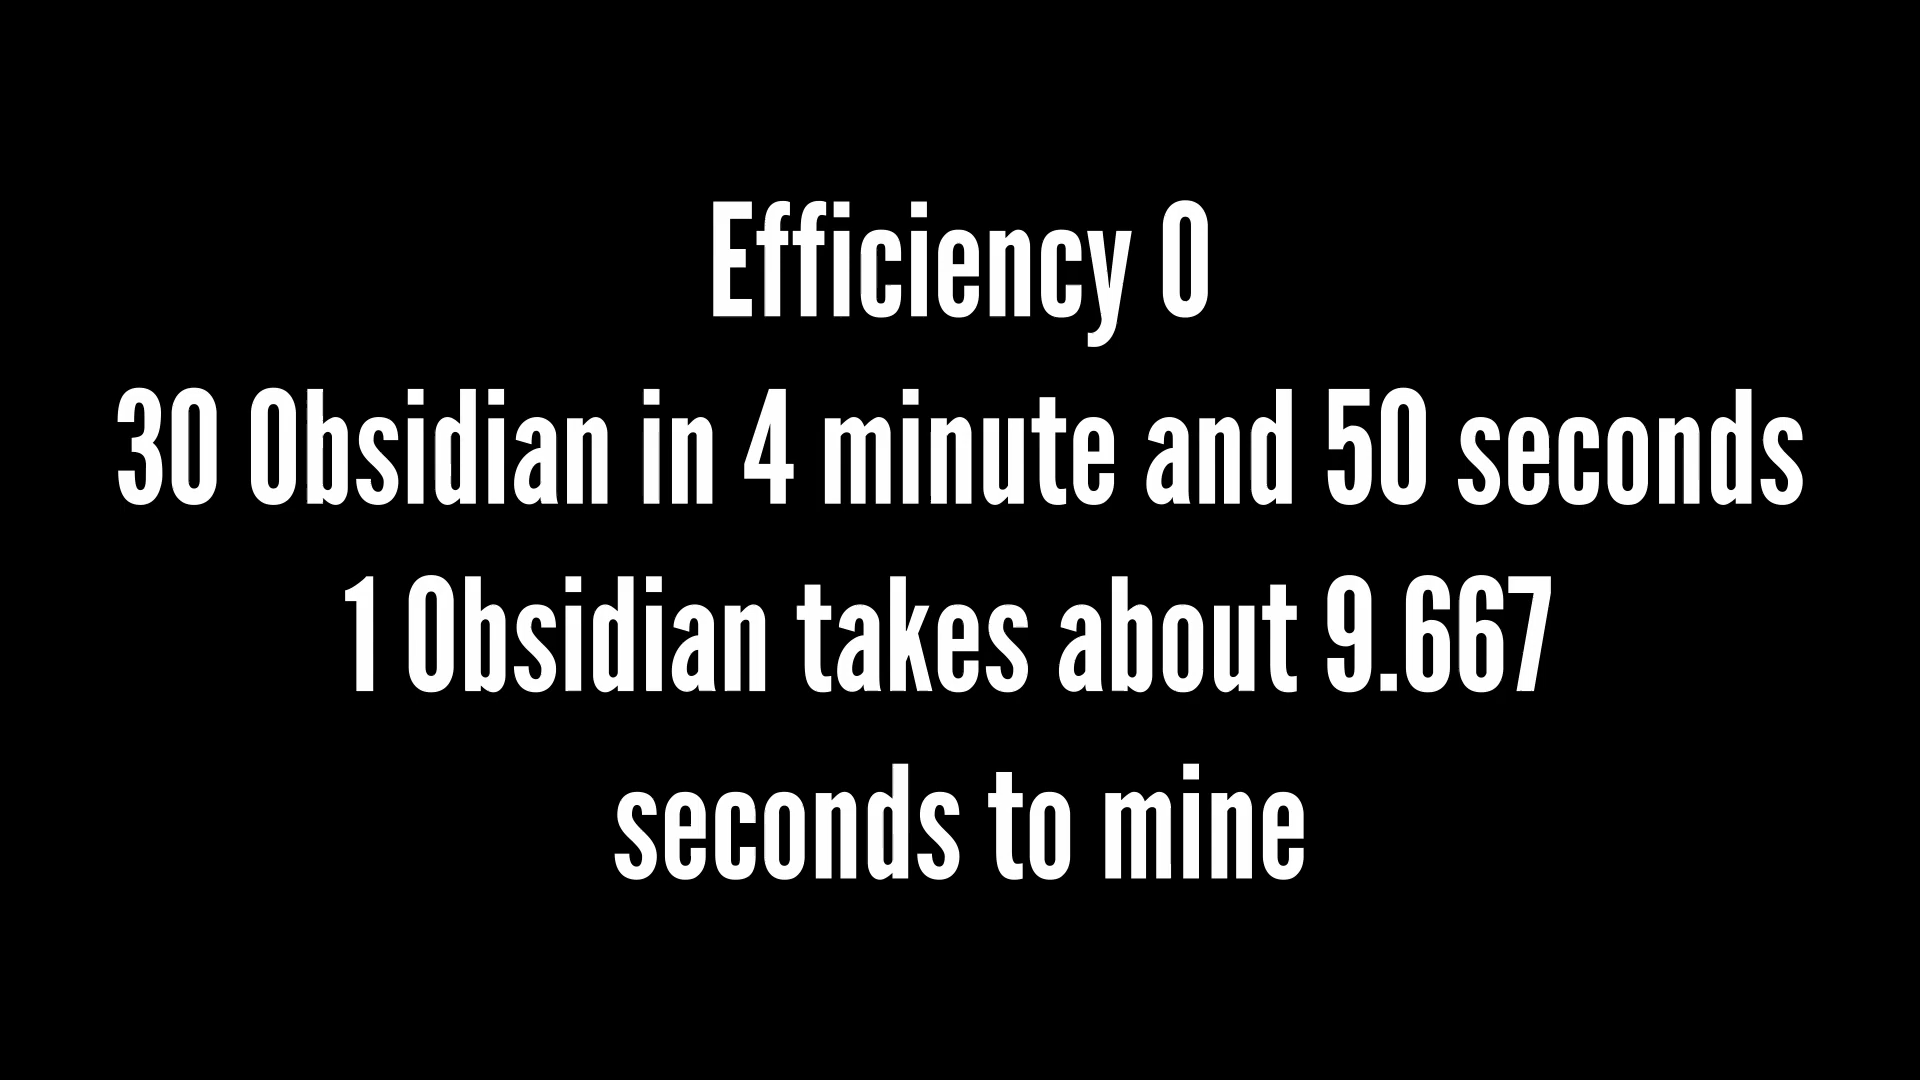 Efficiency 0
30 Obsidian in 4 minute and 50 seconds
1 Obsidian takes about 9.667
seconds to mine